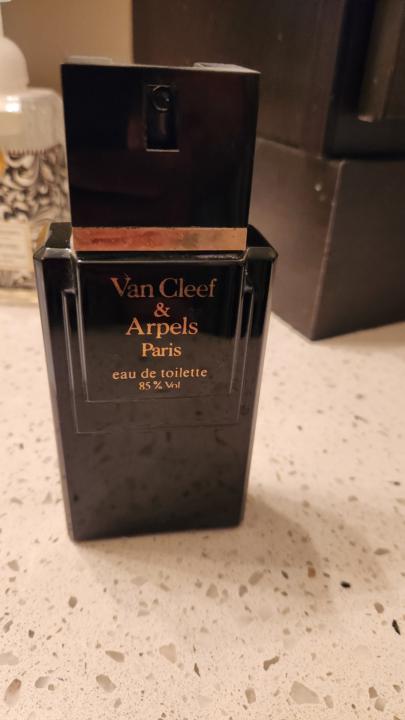 Van Cleef
&
Arpels
Paris
eau de toilette
85 % Vol